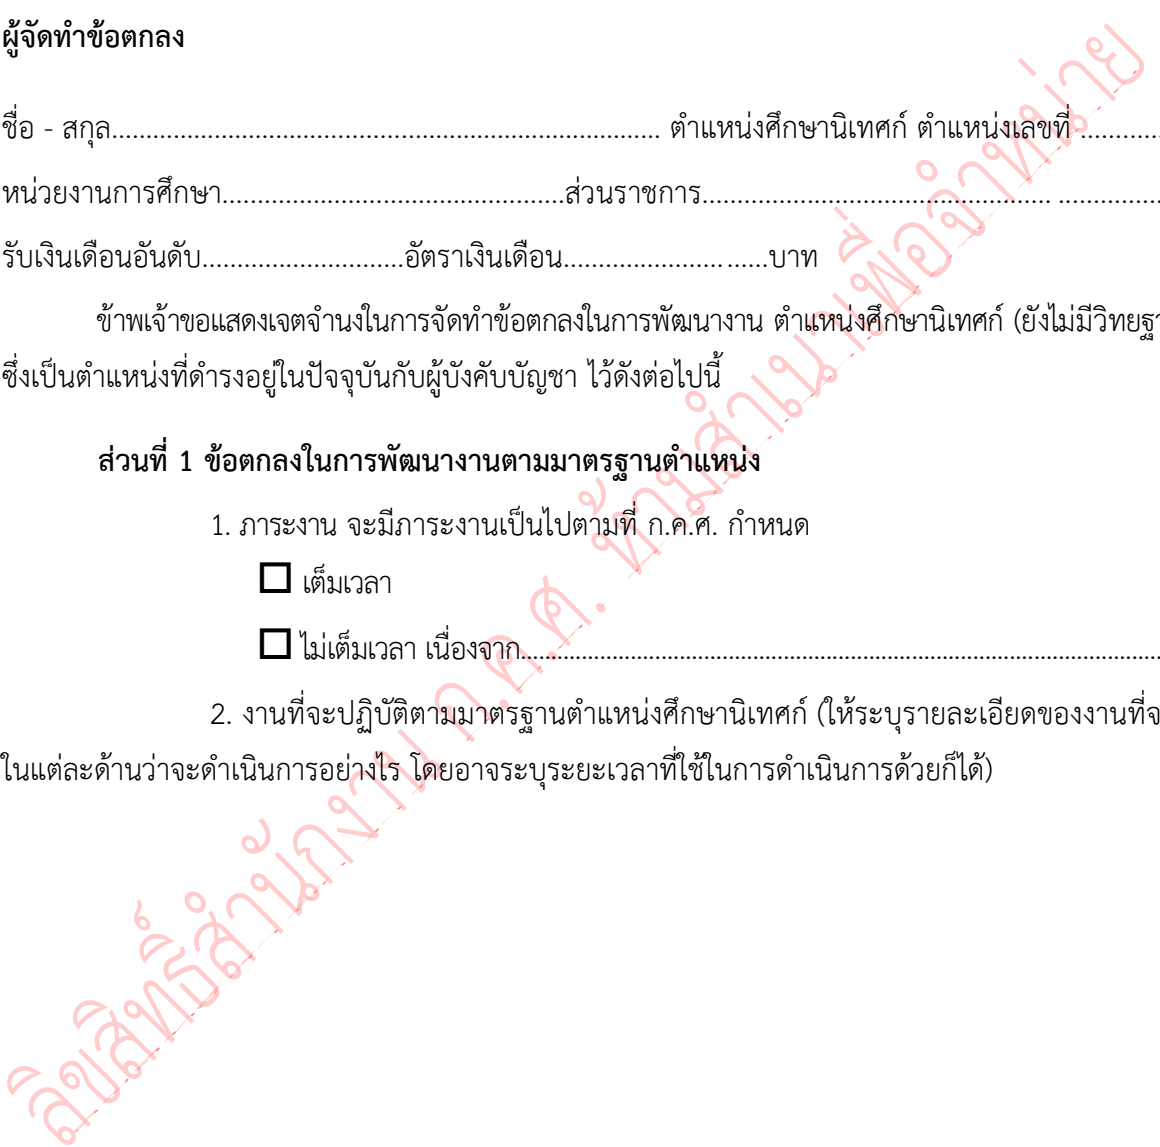 ผู้จัดทำข้อตกลง
ชื่อ - สกุล................................................................................ ตำแหน่งศึกษานิเทศก์ ตำแหน่งเลขที่ ............
หน่วยงานการศึกษา.................................................ส่วนราชการ.................................................. ...............
รับเงินเดือนอันดับ.............................อัตราเงินเดือน.............................บาท
ข้าพเจ้าขอแสดงเจตจำนงในการจัดทำข้อตกลงในการพัฒนางาน ตำแหน่งศึกษานิเทศก์ (ยังไม่มีวิทยฐา
ซึ่งเป็นตำแหน่งที่ดำรงอยู่ในปัจจุบันกับผู้บังคับบัญชา ไว้ดังต่อไปนี้
ส่วนที่ 1 ข้อตกลงในการพัฒนางานตามมาตรฐานตำแหน่ง
1. ภาระงาน จะมีภาระงานเป็นไปตามที่ ก.ค.ศ. กำหนด
☐ เต็มเวลา
☐ ไม่เต็มเวลา เนื่องจาก................................................................................................
2. งานที่จะปฏิบัติตามมาตรฐานตำแหน่งศึกษานิเทศก์ (ให้ระบุรายละเอียดของงานที่จ
ในแต่ละด้านว่าจะดำเนินการอย่างไร โดยอาจระบุระยะเวลาที่ใช้ในการดำเนินการด้วยก็ได้)
ลิขสิทธิ์สำนักงาน ก.ค.ศ. ห้ามสำเนาเพื่อจำหน่าย